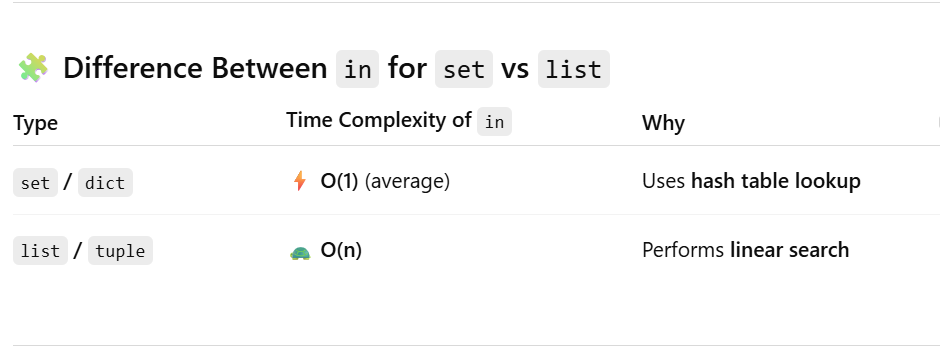 Difference Between in for set vs list
Type Time Complexity of in Why
set / dict O(1) (average) Uses hash table lookup
list / tuple O(n) Performs linear search